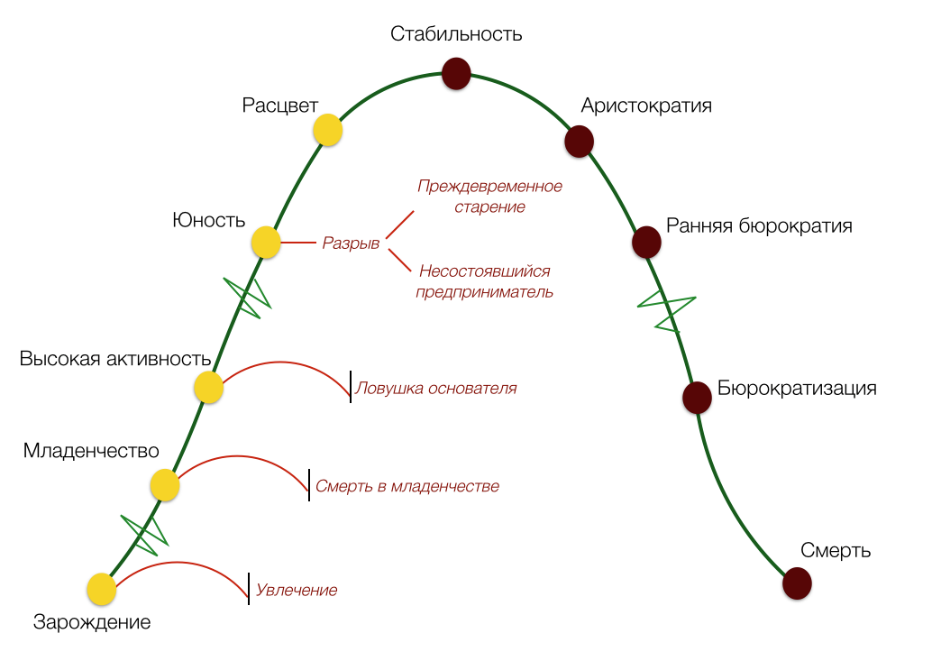 Стабильность
Расцвет
Аристократия
Преждевременное
старение
Юность
Разрыв
Ранняя бюрократия
Несостоявшийся
предприниматель
Высокая активность
Ловушка основателя
Бюрократизация
Младенчество
Смерть в младенчестве
Смерть
Увлечение
Зарождение